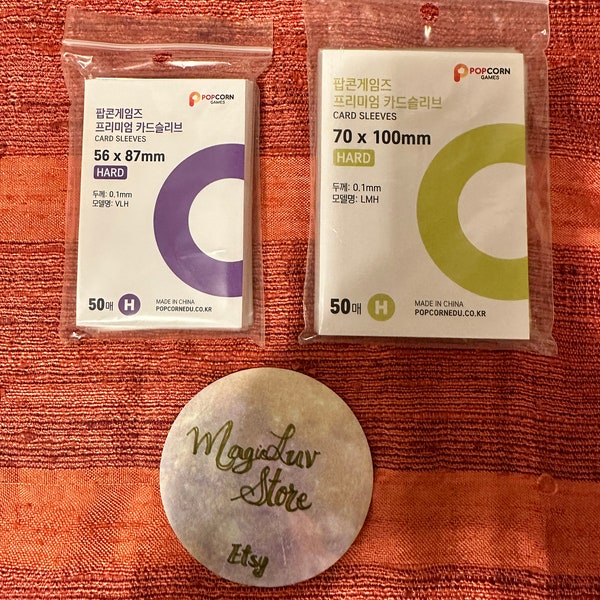 POPCORN
GAMES
팝콘게임즈
프리미엄 카드슬리브
CARD SLEEVES
56 x 87mm
HARD
두께: 0.1mm
모델명: VLH
50매 H
MADE IN CHINA
POPCORNEDU.CO.KR
POPCORN
GAMES
팝콘게임즈
프리미엄 카드슬리브
CARD SLEEVES
70 x 100mm
HARD
두께: 0.1mm
모델명: LMH
50매 H
MADE IN CHINA
POPCORNEDU.CO.KR
MagicLuv
Store
Etsy